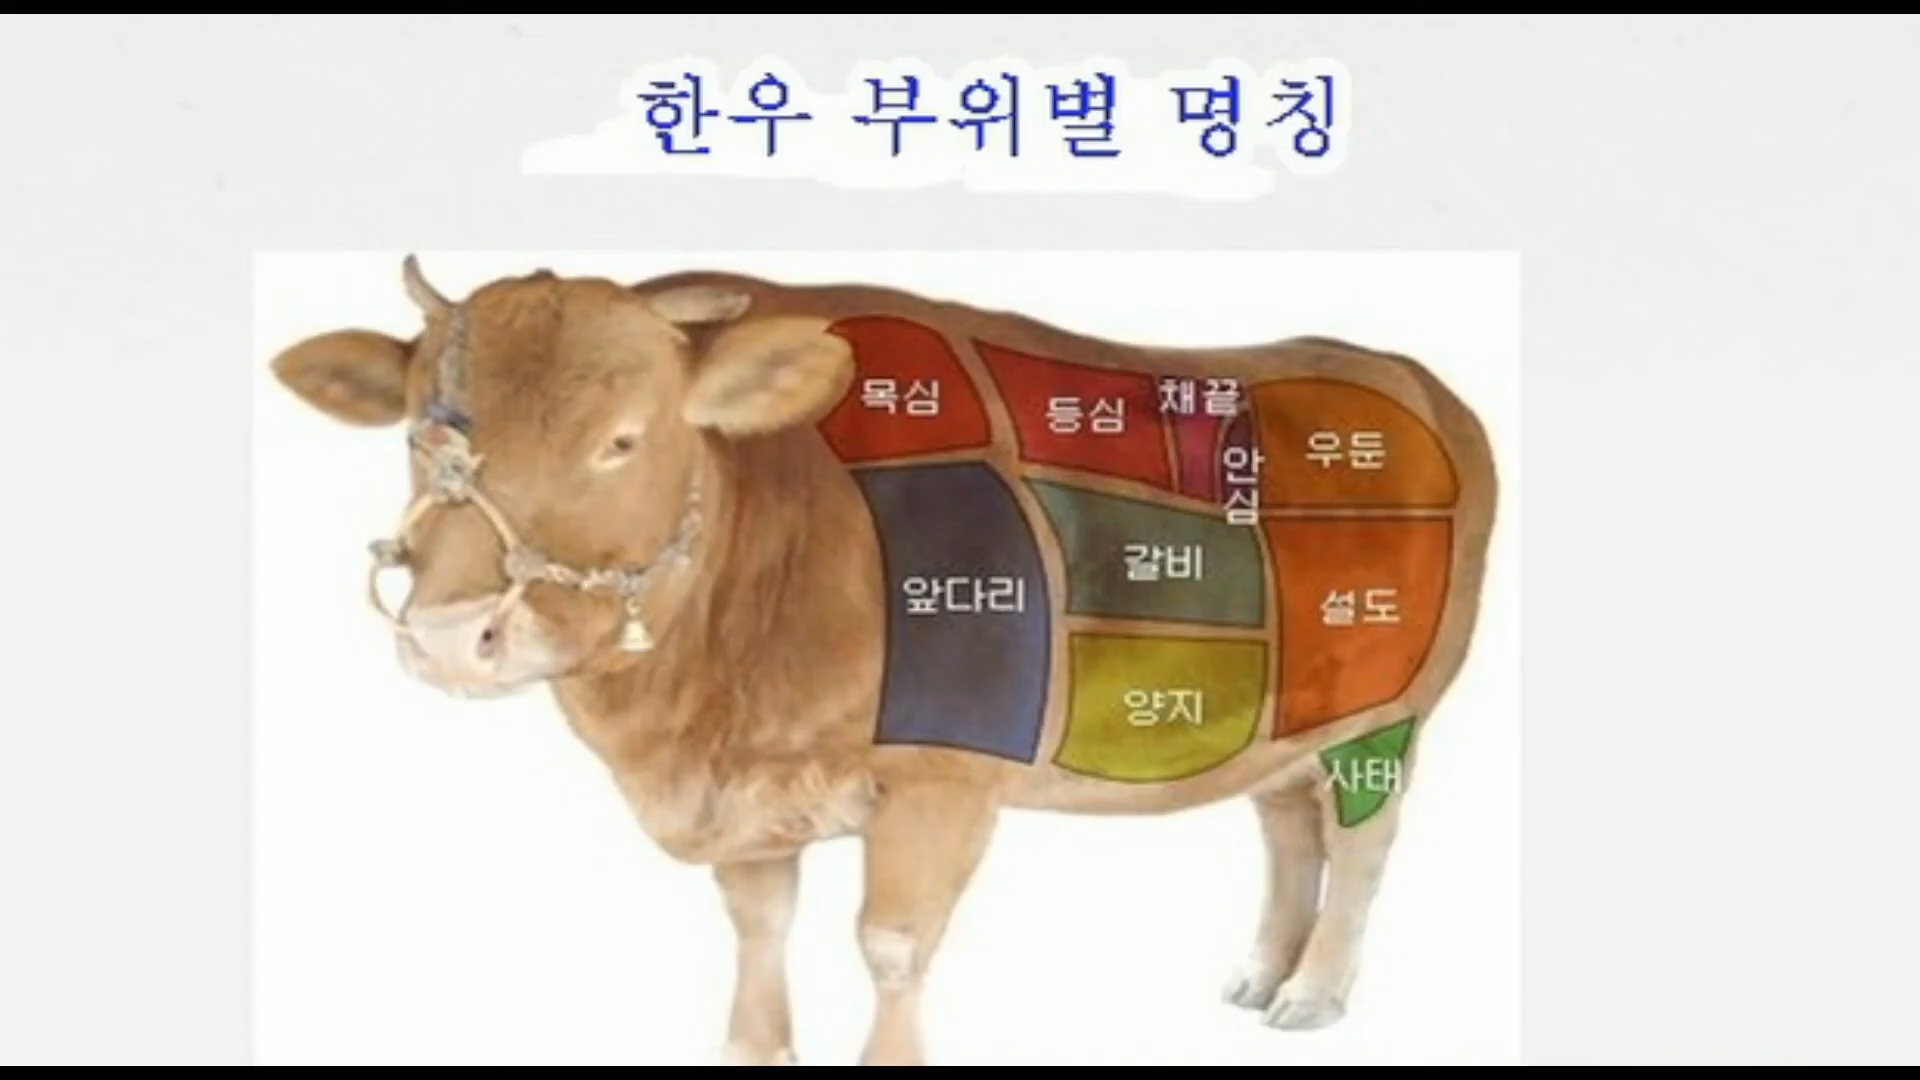 한우 부위별 명칭
목심
등심
채끝
안심
우둔
앞다리
갈비
설도
양지
사태